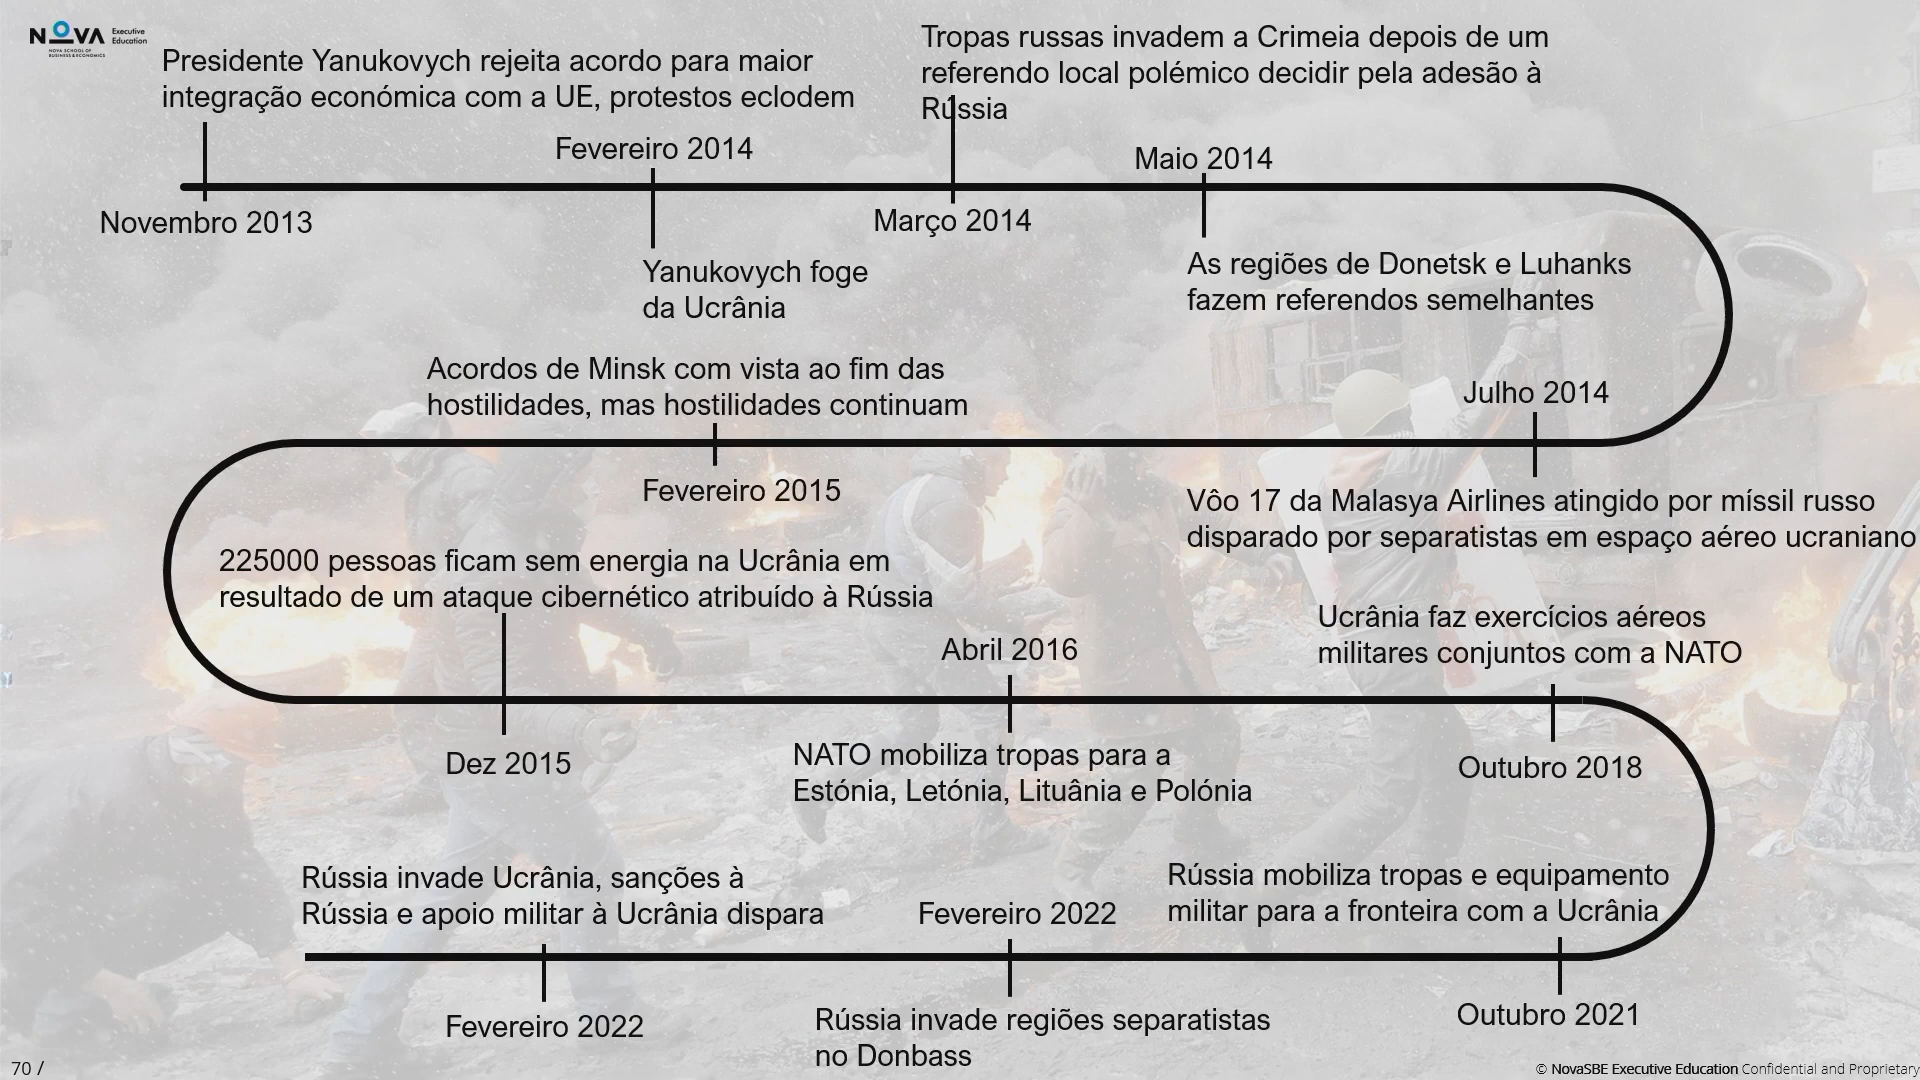 NOVA Executive Education
NOVA SCHOOL OF
BUSINESS & ECONOMICS
Presidente Yanukovych rejeita acordo para maior
integração económica com a UE, protestos eclodem
Novembro 2013
Fevereiro 2014
Yanukovych foge
da Ucrânia
Tropas russas invadem a Crimeia depois de um
referendo local polémico decidir pela adesão à
Rússia
Março 2014
Maio 2014
As regiões de Donetsk e Luhanks
fazem referendos semelhantes
Julho 2014
Vôo 17 da Malasya Airlines atingido por míssil russo
disparado por separatistas em espaço aéreo ucraniano
Acordos de Minsk com vista ao fim das
hostilidades, mas hostilidades continuam
Fevereiro 2015
225000 pessoas ficam sem energia na Ucrânia em
resultado de um ataque cibernético atribuído à Rússia
Dez 2015
Abril 2016
NATO mobiliza tropas para a
Estónia, Letónia, Lituânia e Polónia
Ucrânia faz exercícios aéreos
militares conjuntos com a NATO
Outubro 2018
Rússia mobiliza tropas e equipamento
militar para a fronteira com a Ucrânia
Outubro 2021
Fevereiro 2022
Rússia invade regiões separatistas
no Donbass
Rússia invade Ucrânia, sanções à
Rússia e apoio militar à Ucrânia dispara
Fevereiro 2022
70 /
© NovaSBE Executive Education Confidential and Proprietary